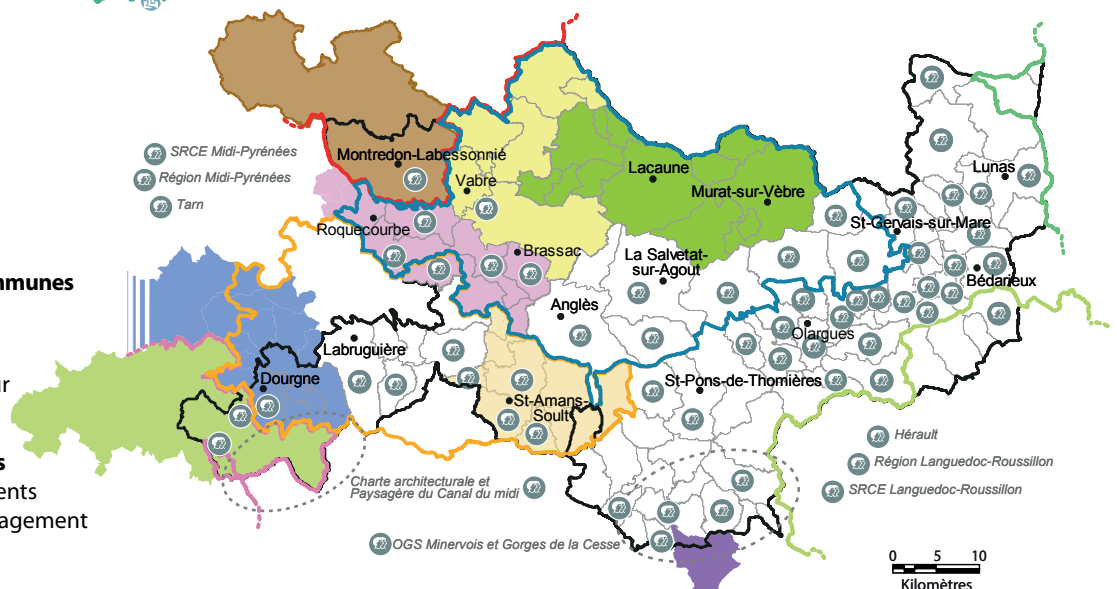 SRCE Midi-Pyrénées
Région Midi-Pyrénées
Tarn
Montredon-Labessonnié
Vabre
Lacaune
Murat-sur-Vèbre
Lunas
St-Gervais-sur-Mare
Roquecourbe
Brassac
La Salvetat-
sur-Agout
Bédarieux
mmunes
Anglès
Olargues
Labruguière
ur
Dourgne
St-Pons-de-Thomières
St-Amans-
Soult
s
ents
nagement
Charte architecturale et
Paysagère du Canal du midi
OGS Minervois et Gorges de la Cesse
Hérault
Région Languedoc-Roussillon
SRCE Languedoc-Roussillon
0 5 10
Kilomètres